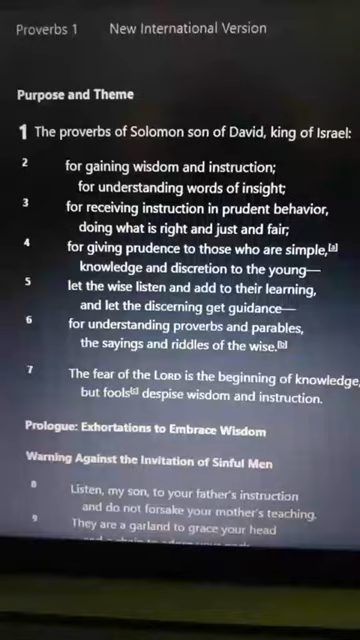 Proverbs 1 New International Version
Purpose and Theme
1 The proverbs of Solomon son of David, king of Israel:
2 for gaining wisdom and instruction;
for understanding words of insight;
3 for receiving instruction in prudent behavior,
doing what is right and just and fair;
4 for giving prudence to those who are simple,[a]
knowledge and discretion to the young—
5 let the wise listen and add to their learning,
and let the discerning get guidance—
6 for understanding proverbs and parables,
the sayings and riddles of the wise.[b]
7 The fear of the LORD is the beginning of knowledge,
but fools[c] despise wisdom and instruction.
Prologue: Exhortations to Embrace Wisdom
Warning Against the Invitation of Sinful Men
8 Listen, my son, to your father's instruction
and do not forsake your mother's teaching.
9 They are a garland to grace your head